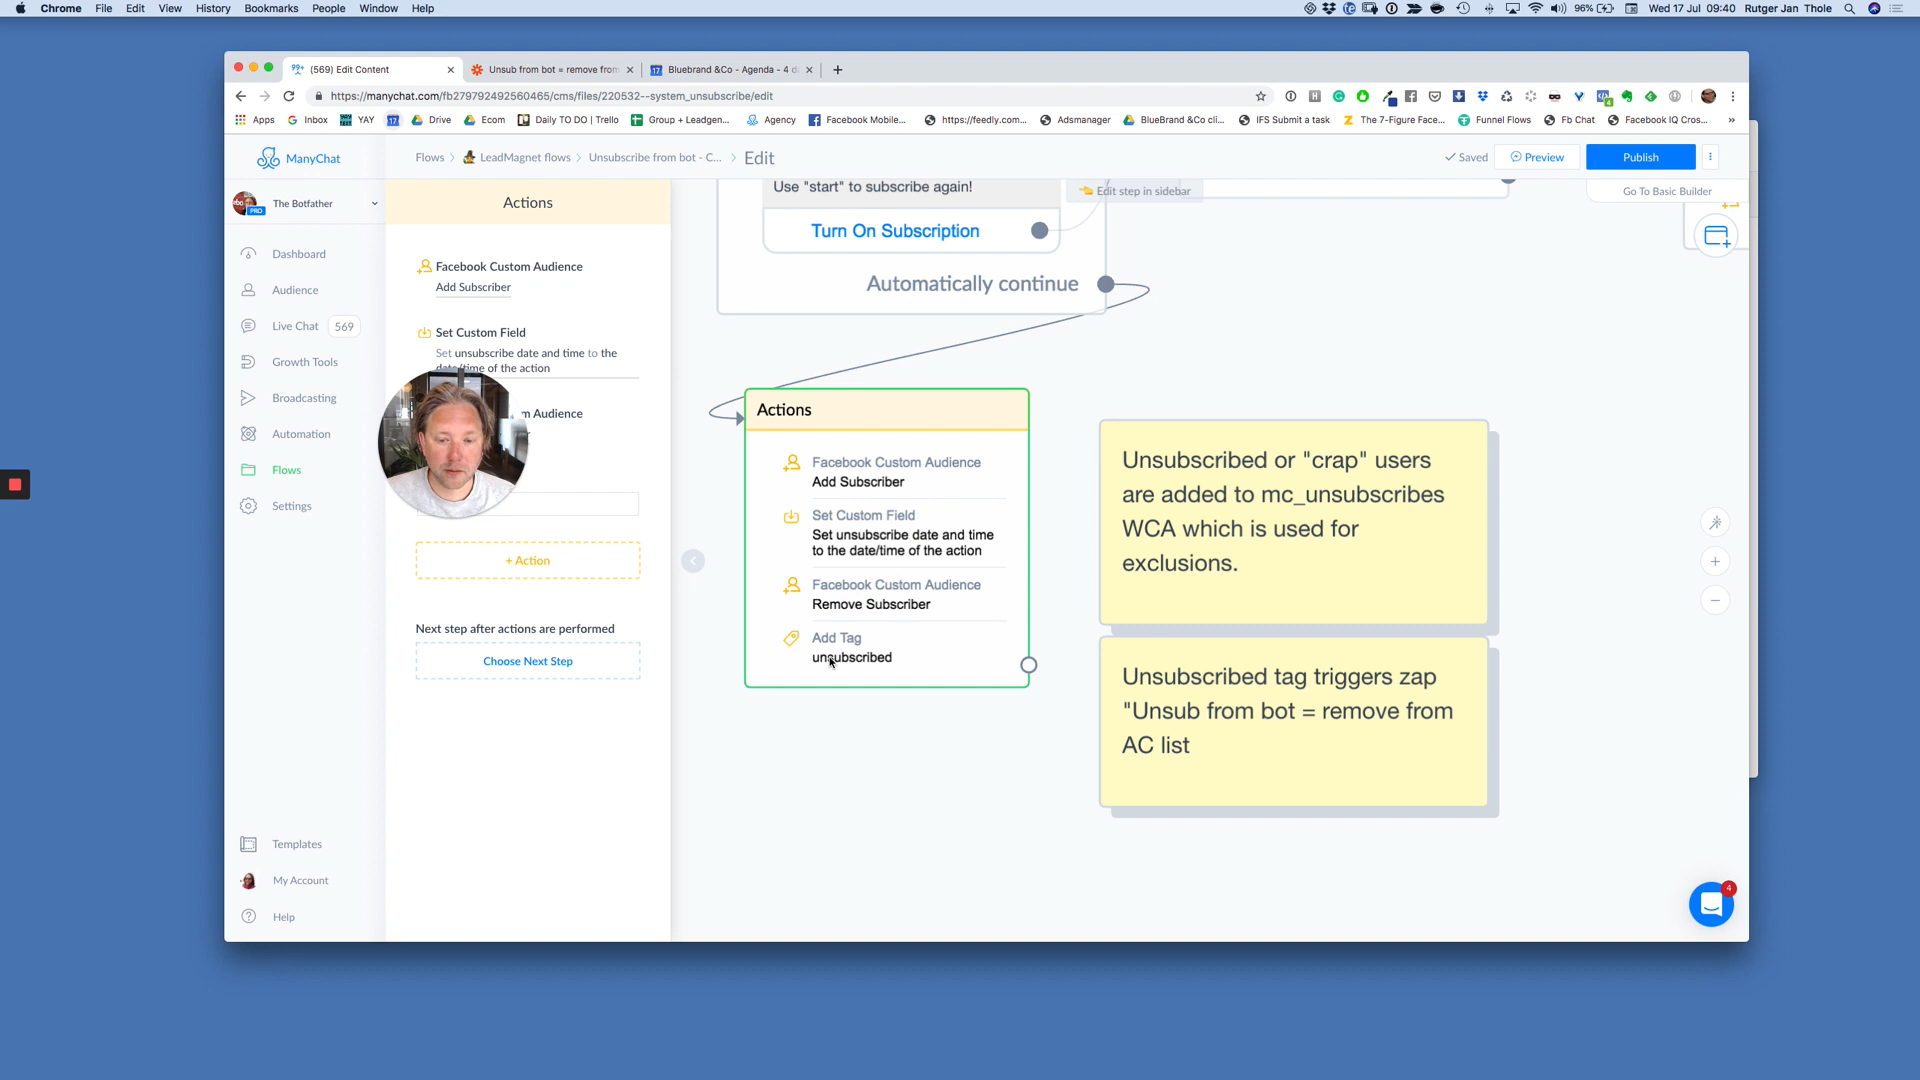 Chrome File Edit View History Bookmarks People Window Help
96% Wed 17 Jul 09:40 Rutger Jan Thole
(569) Edit Content
Unsub from bot = remove from
17 Bluebrand &Co - Agenda - 4 d
https://manychat.com/fb279792492560465/cms/files/220532--system_unsubscribe/edit
Apps Inbox YAY 17 Drive Ecom Daily TO DO | Trello Group + Leadgen... Agency Facebook Mobile... https://feedly.com... Adsmanager BlueBrand &Co cli... IFS Submit a task The 7-Figure Face... Funnel Flows Fb Chat Facebook IQ Cros... »
ManyChat
Flows LeadMagnet flows Unsubscribe from bot - C... Edit
Saved Preview Publish
Go To Basic Builder
The Botfather
PRO
Dashboard
Audience
Live Chat 569
Growth Tools
Broadcasting
Automation
Flows
Settings
Templates
My Account
Help
Actions
Facebook Custom Audience
Add Subscriber
Set Custom Field
Set unsubscribe date and time to the
date/time of the action
m Audience
+ Action
Next step after actions are performed
Choose Next Step
Use "start" to subscribe again!
Edit step in sidebar
Turn On Subscription
Automatically continue
Actions
Facebook Custom Audience
Add Subscriber
Set Custom Field
Set unsubscribe date and time
to the date/time of the action
Facebook Custom Audience
Remove Subscriber
Add Tag
unsubscribed
Unsubscribed or "crap" users
are added to mc_unsubscribes
WCA which is used for
exclusions.
Unsubscribed tag triggers zap
"Unsub from bot = remove from
AC list
4